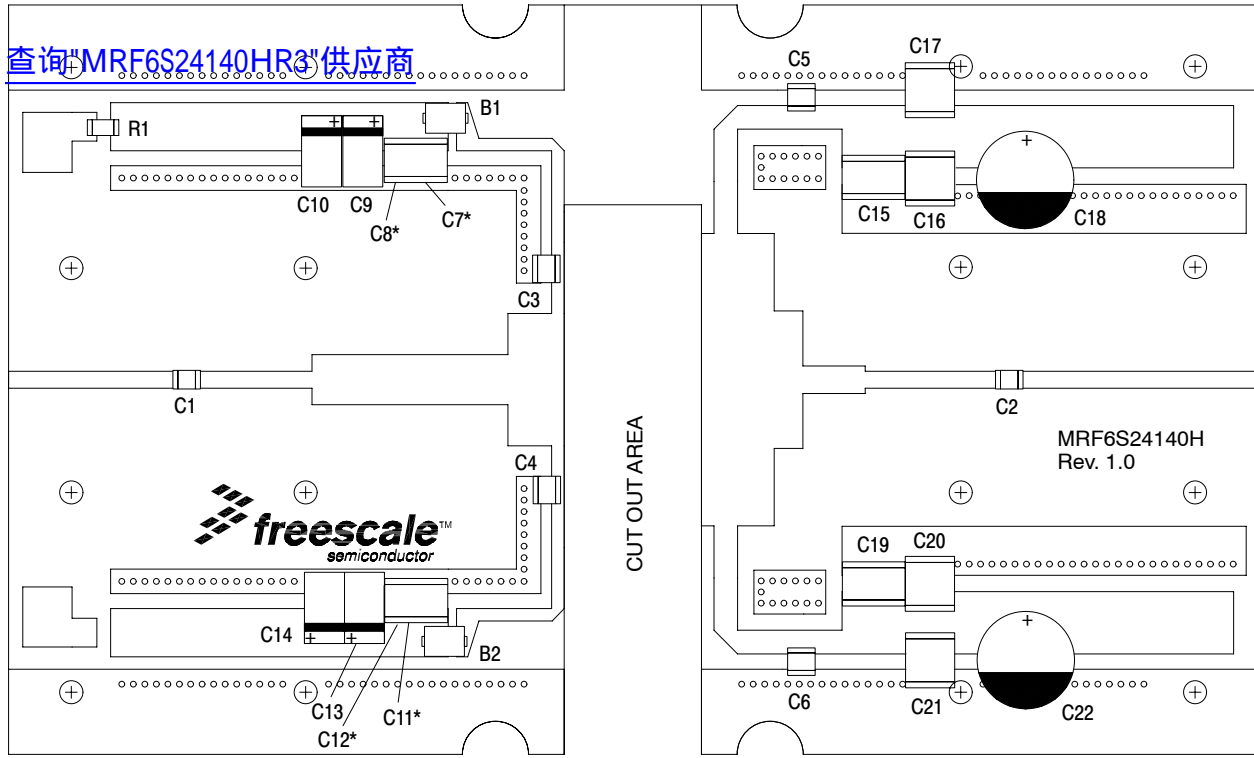 查询"MRF6S24140HR3"供应商
C5
C17
B1
R1
C10
C9
C8*
C7*
C15
C16
C18
C3
C1
C2
CUT OUT AREA
MRF6S24140H
Rev. 1.0
C4
freescale™
semiconductor
C19
C20
C14
B2
C13
C12*
C11*
C6
C21
C22